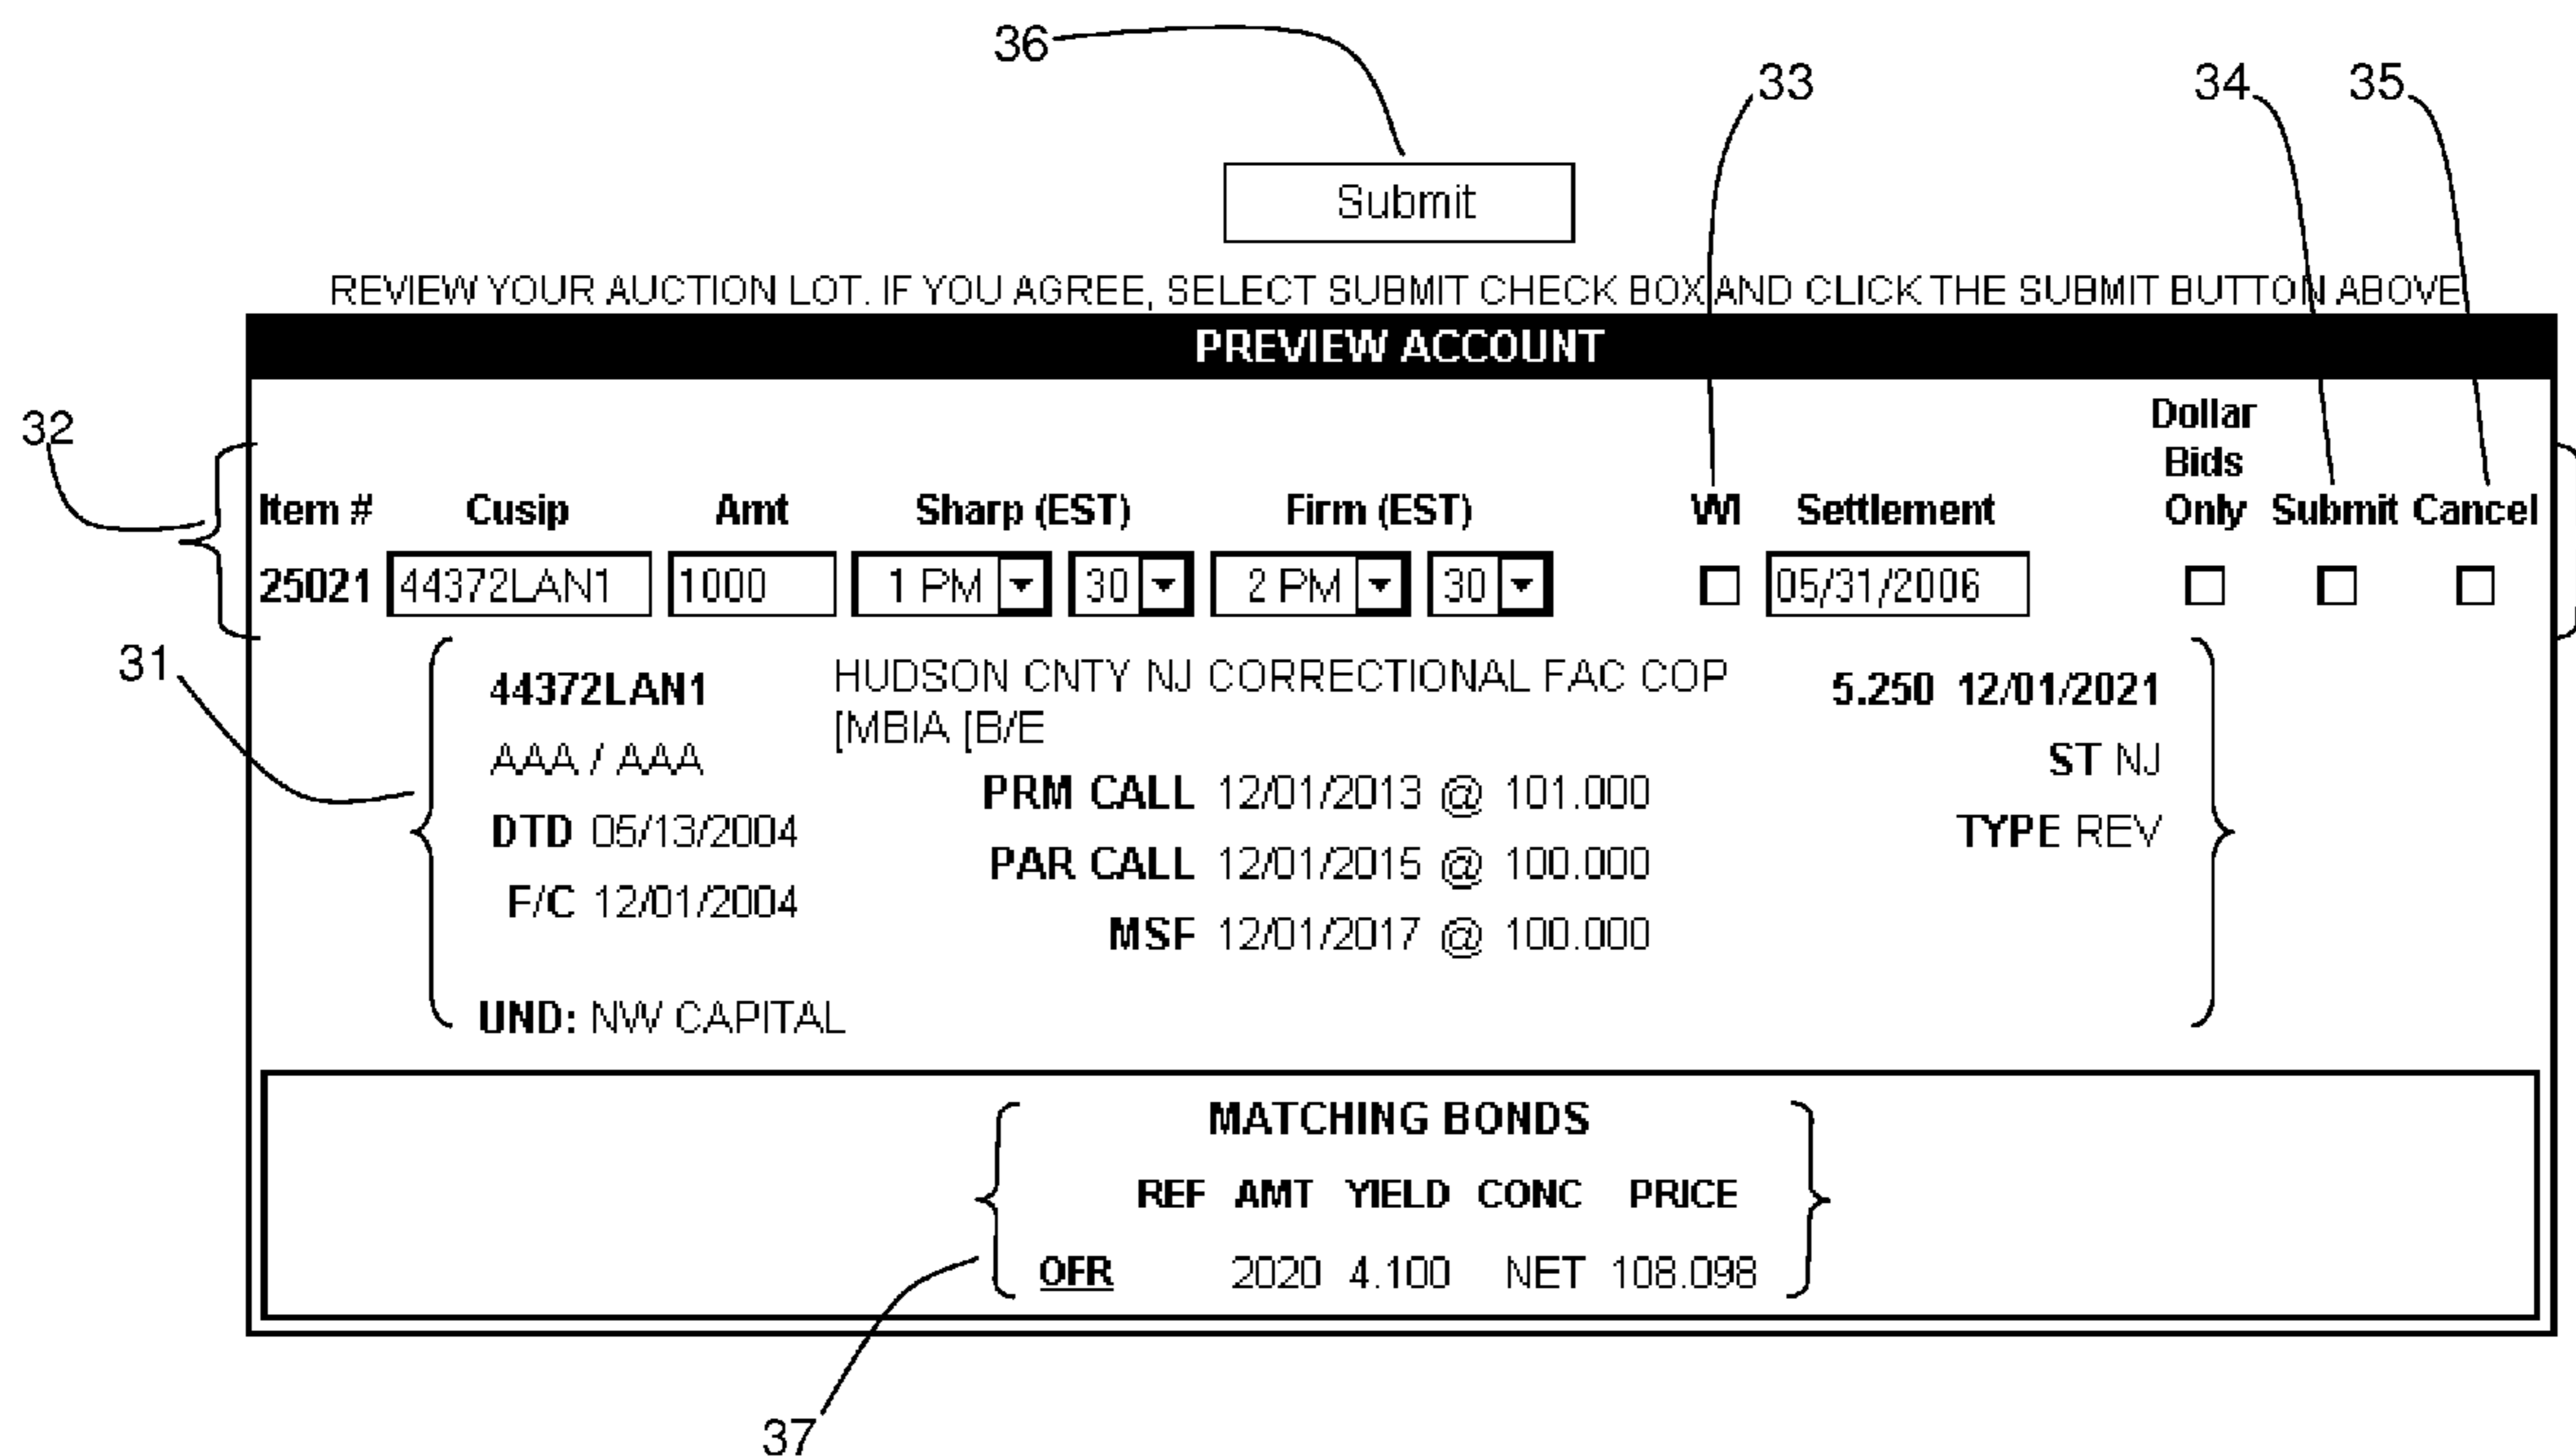 36
33
34
35
Submit
REVIEW YOUR AUCTION LOT. IF YOU AGREE, SELECT SUBMIT CHECK BOX AND CLICK THE SUBMIT BUTTON ABOVE
PREVIEW ACCOUNT
32
Dollar
Bids
Item # Cusip Amt Sharp (EST) Firm (EST) WI Settlement Only Submit Cancel
25021 44372LAN1 1000 1 PM 30 2 PM 30 05/31/2006
31
44372LAN1 HUDSON CNTY NJ CORRECTIONAL FAC COP 5.250 12/01/2021
[MBIA [B/E
AAA / AAA ST NJ
PRM CALL 12/01/2013 @ 101.000
DTD 05/13/2004 TYPE REV
PAR CALL 12/01/2015 @ 100.000
F/C 12/01/2004
MSF 12/01/2017 @ 100.000
UND: NW CAPITAL
MATCHING BONDS
REF AMT YIELD CONC PRICE
OFR 2020 4.100 NET 108.098
37